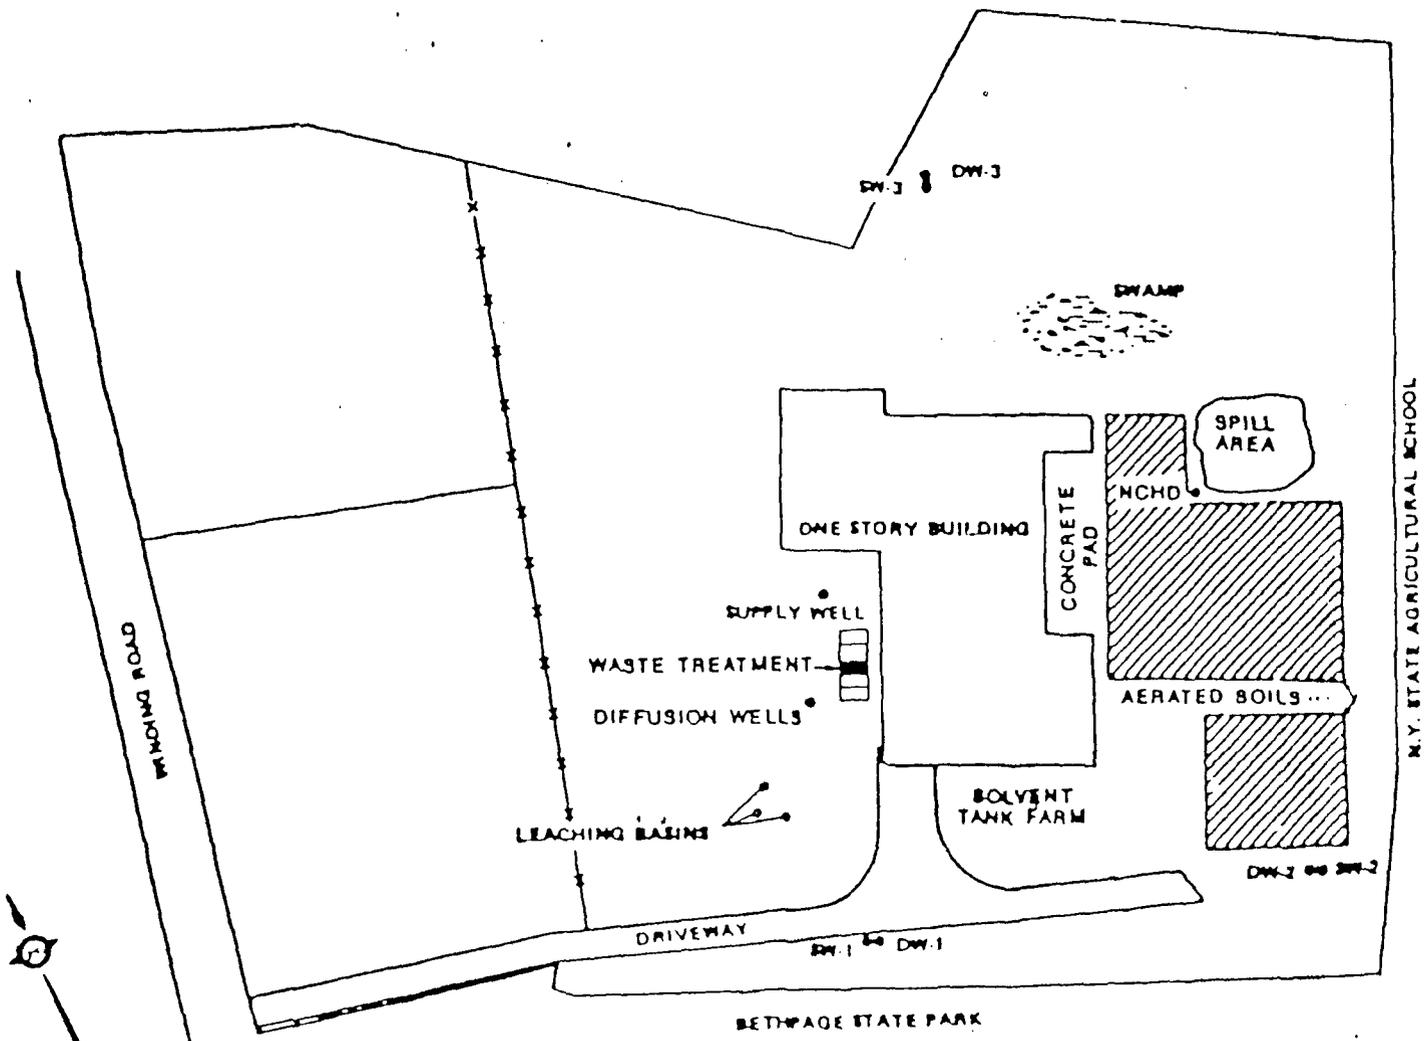 SW-3
DW-3
SWAMP
SPILL
AREA
NCHD
ONE STORY BUILDING
CONCRETE
PAD
SUPPLY WELL
WASTE TREATMENT
AERATED SOILS ...
DIFFUSION WELLS
SOLVENT
TANK FARM
LEACHING BASINS
DW-2
SW-2
DRIVEWAY
SW-1
DW-1
WINDING ROAD
N.Y. STATE AGRICULTURAL SCHOOL
BETHPAGE STATE PARK